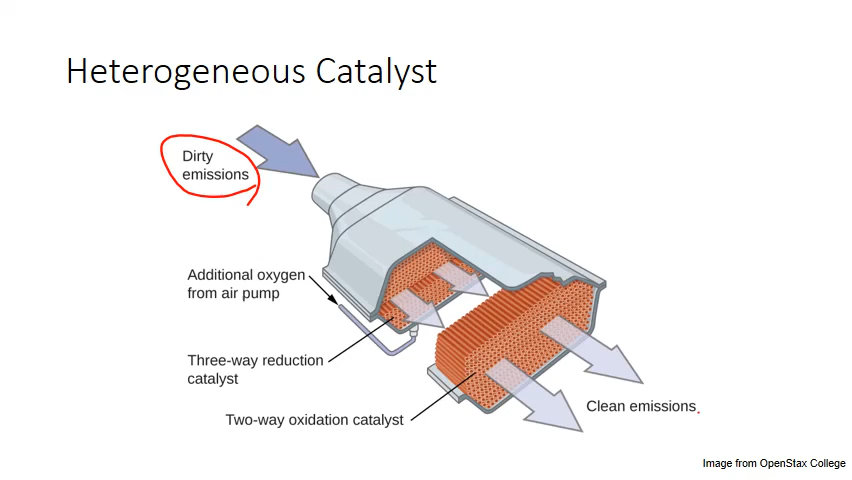 Heterogeneous Catalyst
Dirty
emissions
Additional oxygen
from air pump
Three-way reduction
catalyst
Two-way oxidation catalyst
Clean emissions
Image from OpenStax College